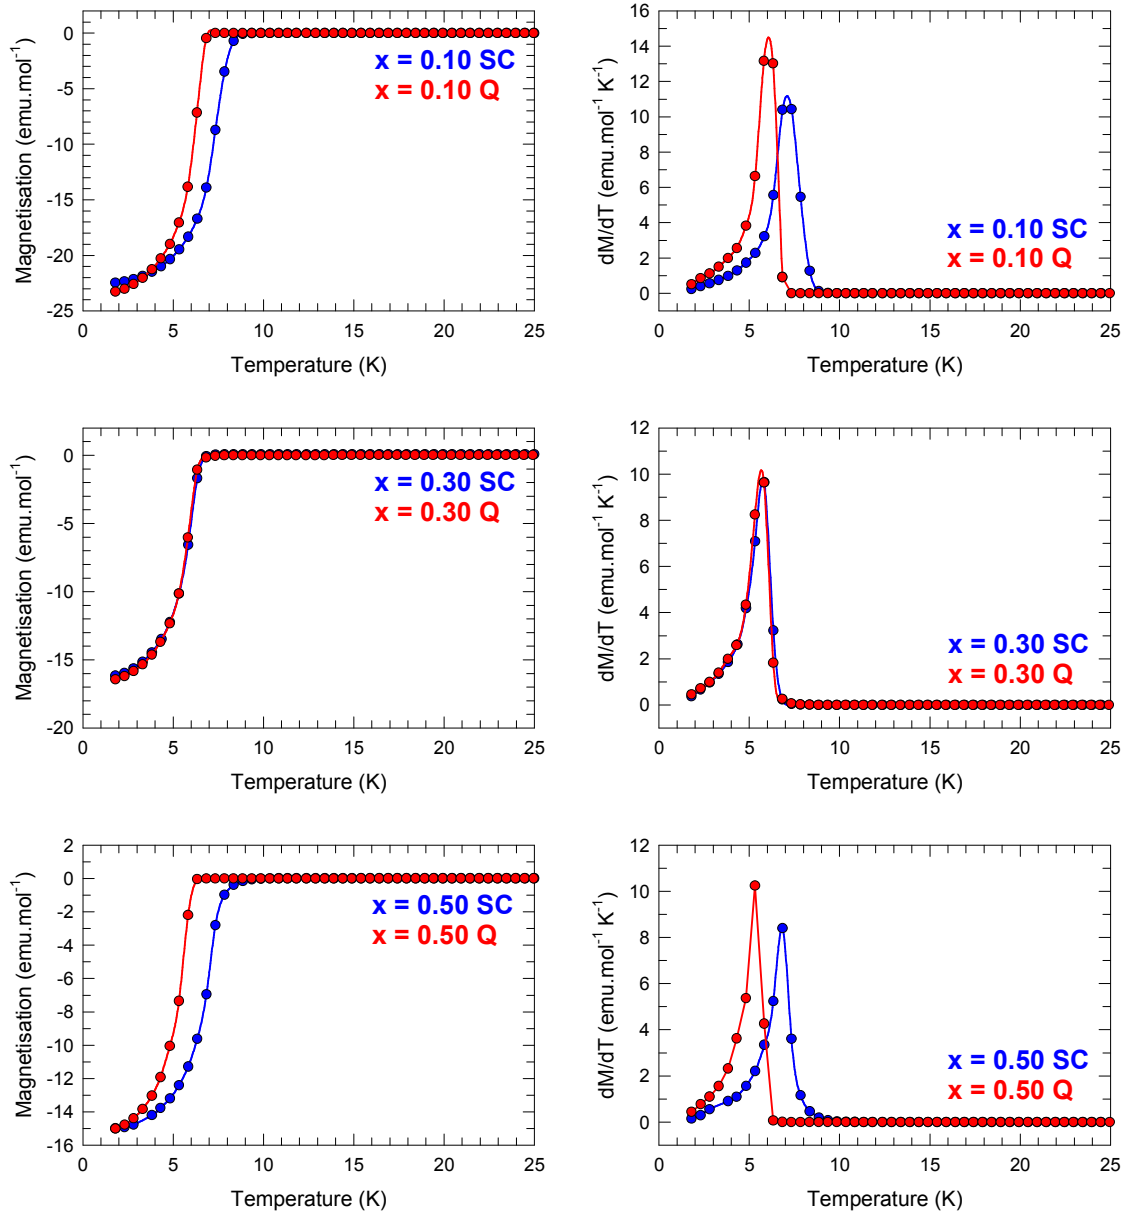 0
-5
-10
-15
-20
-25
0 5 10 15 20 25
Magnetisation (emu.mol-1)
Temperature (K)
x = 0.10 SC
x = 0.10 Q
16
14
12
10
8
6
4
2
0
0 5 10 15 20 25
dM/dT (emu.mol-1 K-1)
Temperature (K)
x = 0.10 SC
x = 0.10 Q
0
-5
-10
-15
-20
0 5 10 15 20 25
Magnetisation (emu.mol-1)
Temperature (K)
x = 0.30 SC
x = 0.30 Q
12
10
8
6
4
2
0
0 5 10 15 20 25
dM/dT (emu.mol-1 K-1)
Temperature (K)
x = 0.30 SC
x = 0.30 Q
2
0
-2
-4
-6
-8
-10
-12
-14
-16
0 5 10 15 20 25
Magnetisation (emu.mol-1)
Temperature (K)
x = 0.50 SC
x = 0.50 Q
12
10
8
6
4
2
0
0 5 10 15 20 25
dM/dT (emu.mol-1 K-1)
Temperature (K)
x = 0.50 SC
x = 0.50 Q